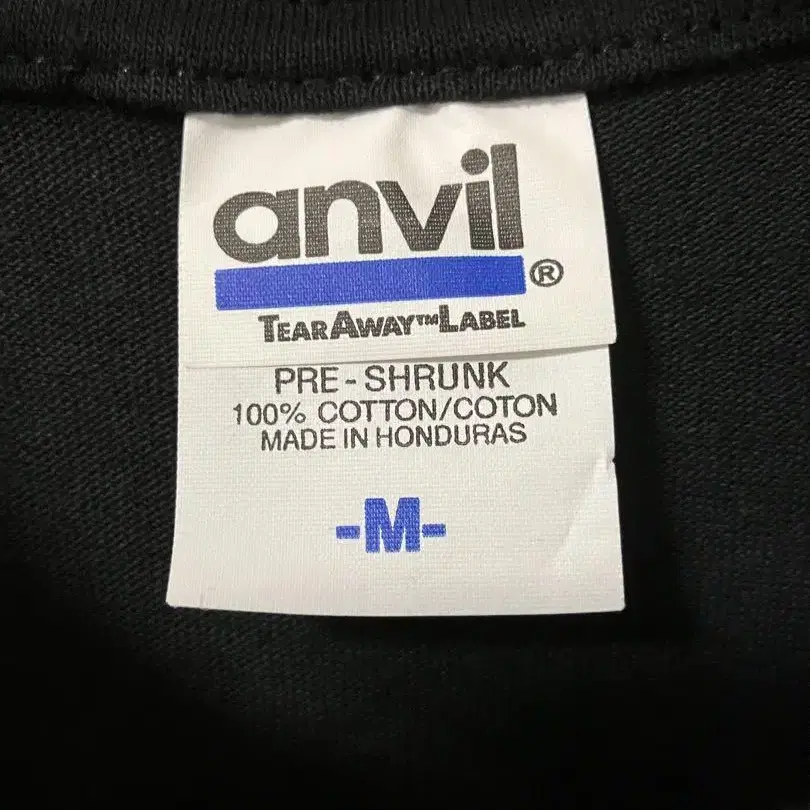 anvil®
TEARAWAY™LABEL
PRE-SHRUNK
100% COTTON/COTON
MADE IN HONDURAS
-M-